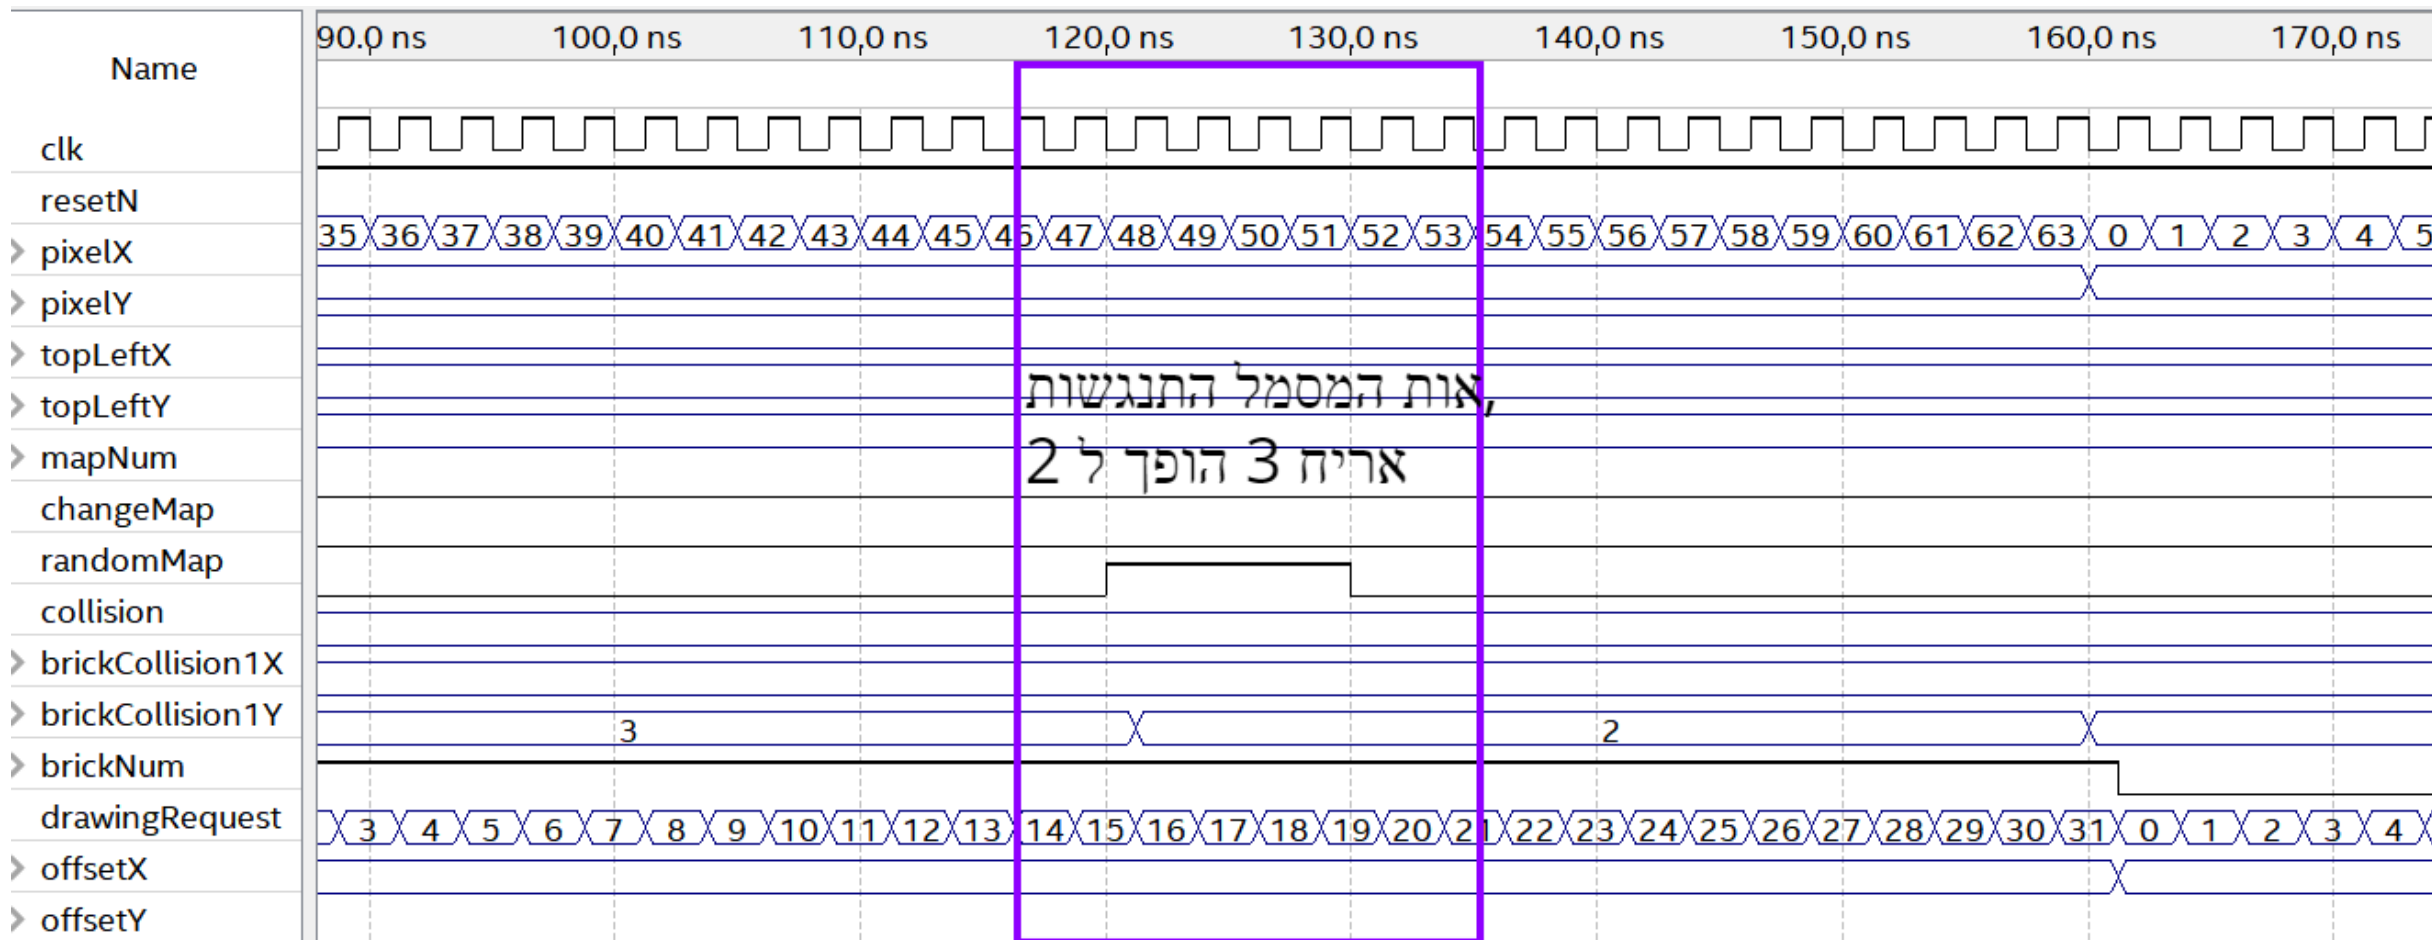 90.0 ns 100,0 ns 110,0 ns 120,0 ns 130,0 ns 140,0 ns 150,0 ns 160,0 ns 170,0 ns
Name
clk
resetN
35 36 37 38 39 40 41 42 43 44 45 46 47 48 49 50 51 52 53 54 55 56 57 58 59 60 61 62 63 0 1 2 3 4 5
pixelX
pixelY
topLeftX
אות המסמל התנגשות,
topLeftY
אריח 3 הופך ל 2
mapNum
changeMap
randomMap
collision
brickCollision1X
brickCollision1Y
3 2
brickNum
drawingRequest
3 4 5 6 7 8 9 10 11 12 13 14 15 16 17 18 19 20 21 22 23 24 25 26 27 28 29 30 31 0 1 2 3 4
offsetX
offsetY